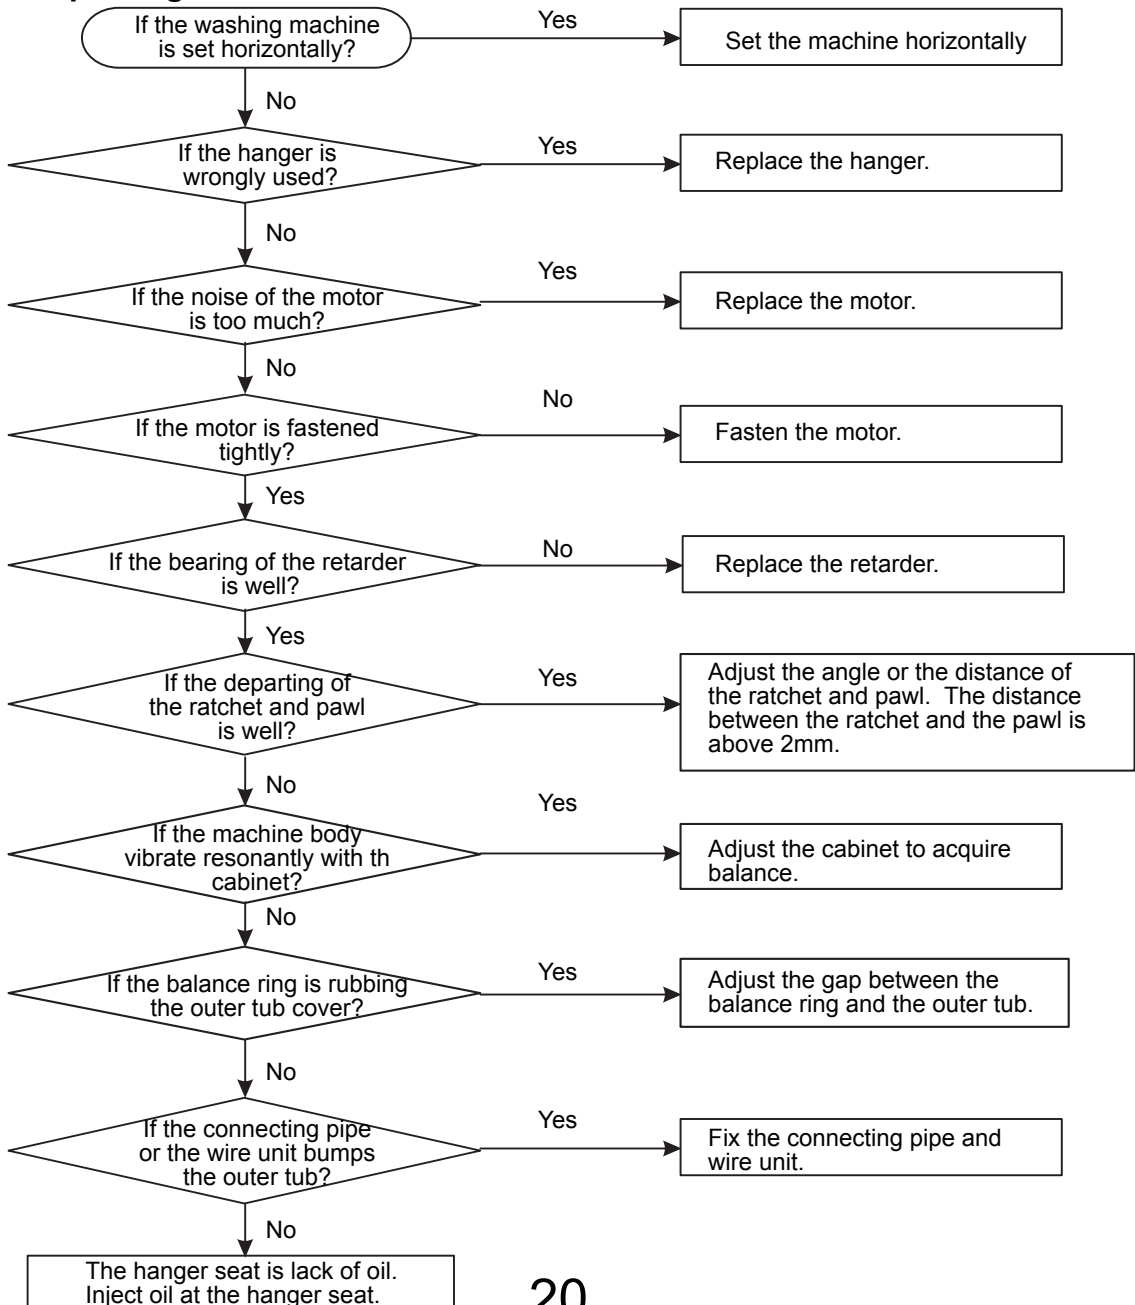 If the washing machine
is set horizontally?
Yes
Set the machine horizontally
No
If the hanger is
wrongly used?
Yes
Replace the hanger.
No
If the noise of the motor
is too much?
Yes
Replace the motor.
No
If the motor is fastened
tightly?
No
Fasten the motor.
Yes
If the bearing of the retarder
is well?
No
Replace the retarder.
Yes
If the departing of
the ratchet and pawl
is well?
Yes
Adjust the angle or the distance of
the ratchet and pawl. The distance
between the ratchet and the pawl is
above 2mm.
No
If the machine body
vibrate resonantly with th
cabinet?
Yes
Adjust the cabinet to acquire
balance.
No
If the balance ring is rubbing
the outer tub cover?
Yes
Adjust the gap between the
balance ring and the outer tub.
No
If the connecting pipe
or the wire unit bumps
the outer tub?
Yes
Fix the connecting pipe and
wire unit.
No
The hanger seat is lack of oil.
Inject oil at the hanger seat.
20